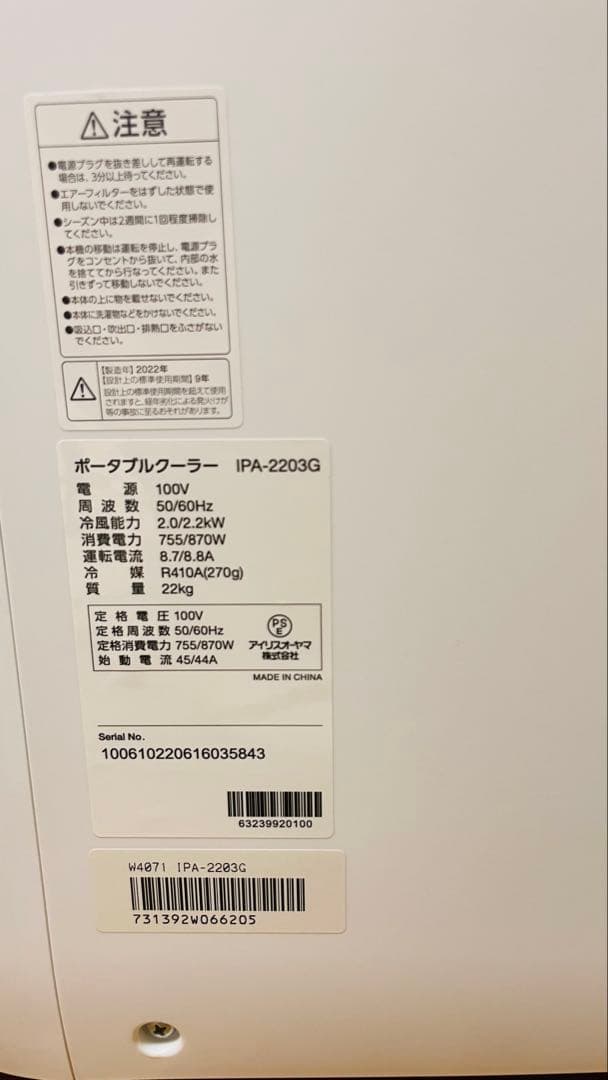 ⚠注意
●電源プラグを抜き差しして再運転する
場合は、3分以上待ってください。
●エアーフィルターをはずした状態で使
用しないでください。
●シーズン中は2週間に1回程度掃除し
てください。
●本機の移動は運転を停止し、電源プラ
グをコンセントから抜いて、内部の水
を捨ててから行なってください。また
引きずって移動しないでください。
●本体の上に物を載せないでください。
●本体に洗濯物などをかけないでください。
●吸込口・吹出口・排熱口をふさがない
でください。
【製造年】2022年
【設計上の標準使用期間】9年
設計上の標準使用期間を超えて使用
されますと、経年劣化による発火けが
等の事故に至るおそれがあります。
ポータブルクーラー IPA-2203G
電源 100V
周波数 50/60Hz
冷風能力 2.0/2.2kW
消費電力 755/870W
運転電流 8.7/8.8A
冷媒 R410A(270g)
質量 22kg
定格電圧 100V
定格周波数 50/60Hz
定格消費電力 755/870W
始動電流 45/44A
PS
E
アイリスオーヤマ
株式会社
MADE IN CHINA
Serial No.
100610220616035843
63239920100
W4071 IPA-2203G
731392W066205